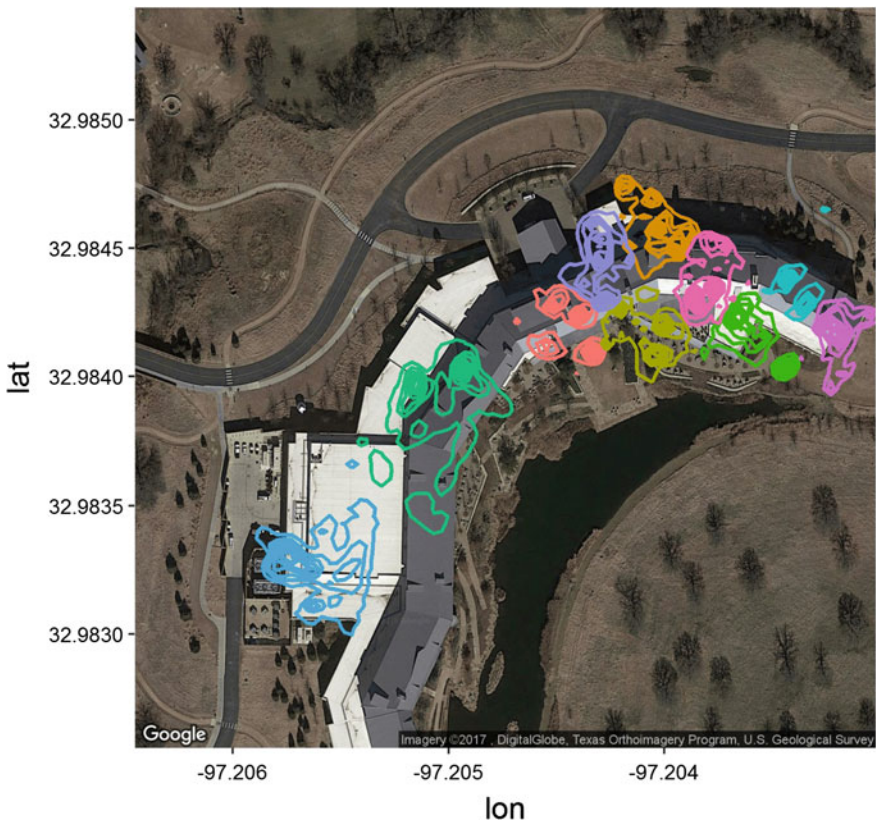 32.9850
32.9845
32.9840
32.9835
32.9830
lat
Google
Imagery ©2017 , DigitalGlobe, Texas Orthoimagery Program, U.S. Geological Survey
-97.206
-97.205
-97.204
lon